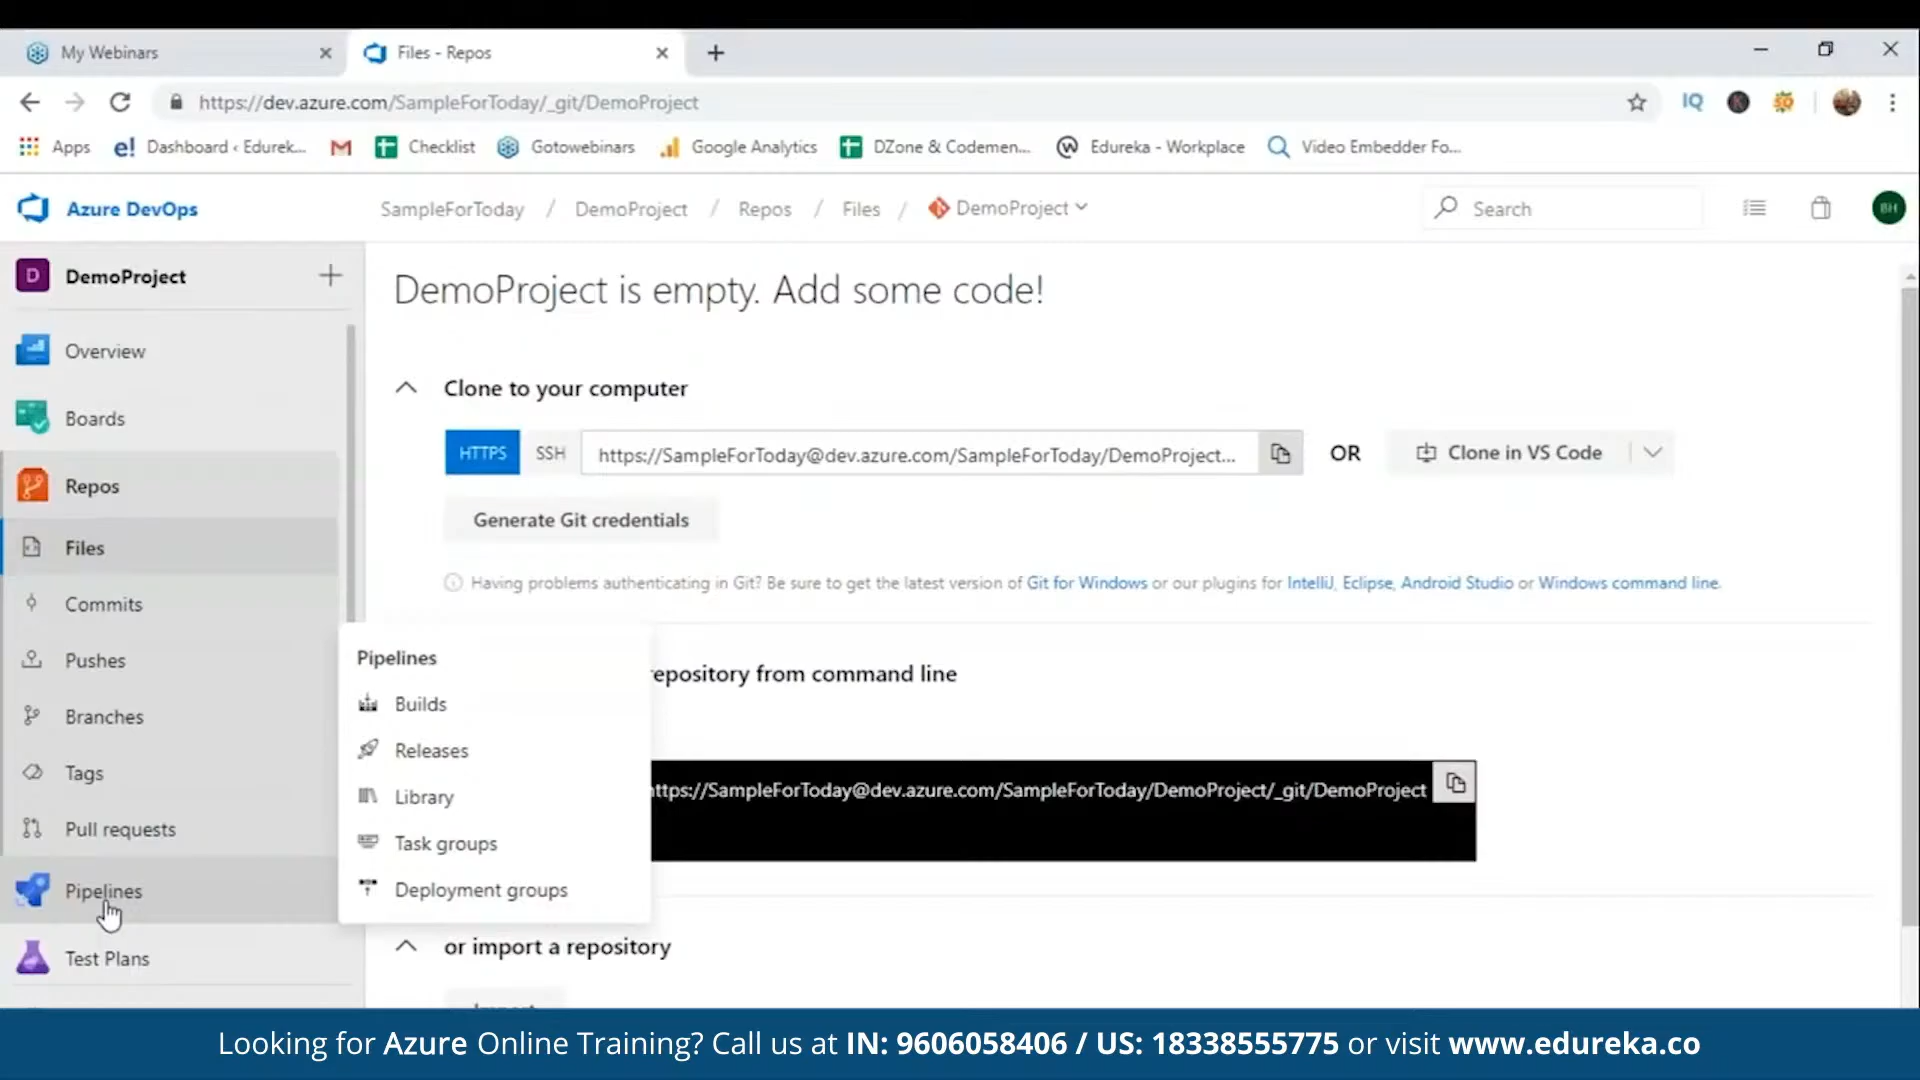 My Webinars
Files - Repos
https://dev.azure.com/SampleForToday/_git/DemoProject
IQ
K
SQ
Apps
e! Dashboard ‹ Edurek...
M
Checklist
Gotowebinars
Google Analytics
DZone & Codemen...
Edureka - Workplace
Video Embedder Fo...
Azure DevOps
SampleForToday / DemoProject / Repos / Files / DemoProject
Search
BH
D DemoProject
Overview
Boards
Repos
Files
Commits
Pushes
Branches
Tags
Pull requests
Pipelines
Test Plans
DemoProject is empty. Add some code!
Clone to your computer
HTTPS SSH https://SampleForToday@dev.azure.com/SampleForToday/DemoProject... OR Clone in VS Code
Generate Git credentials
Having problems authenticating in Git? Be sure to get the latest version of Git for Windows or our plugins for IntelliJ, Eclipse, Android Studio or Windows command line.
Pipelines
Builds
Releases
Library
Task groups
Deployment groups
epository from command line
ttps://SampleForToday@dev.azure.com/SampleForToday/DemoProject/_git/DemoProject
or import a repository
Looking for Azure Online Training? Call us at IN: 9606058406 / US: 18338555775 or visit www.edureka.co